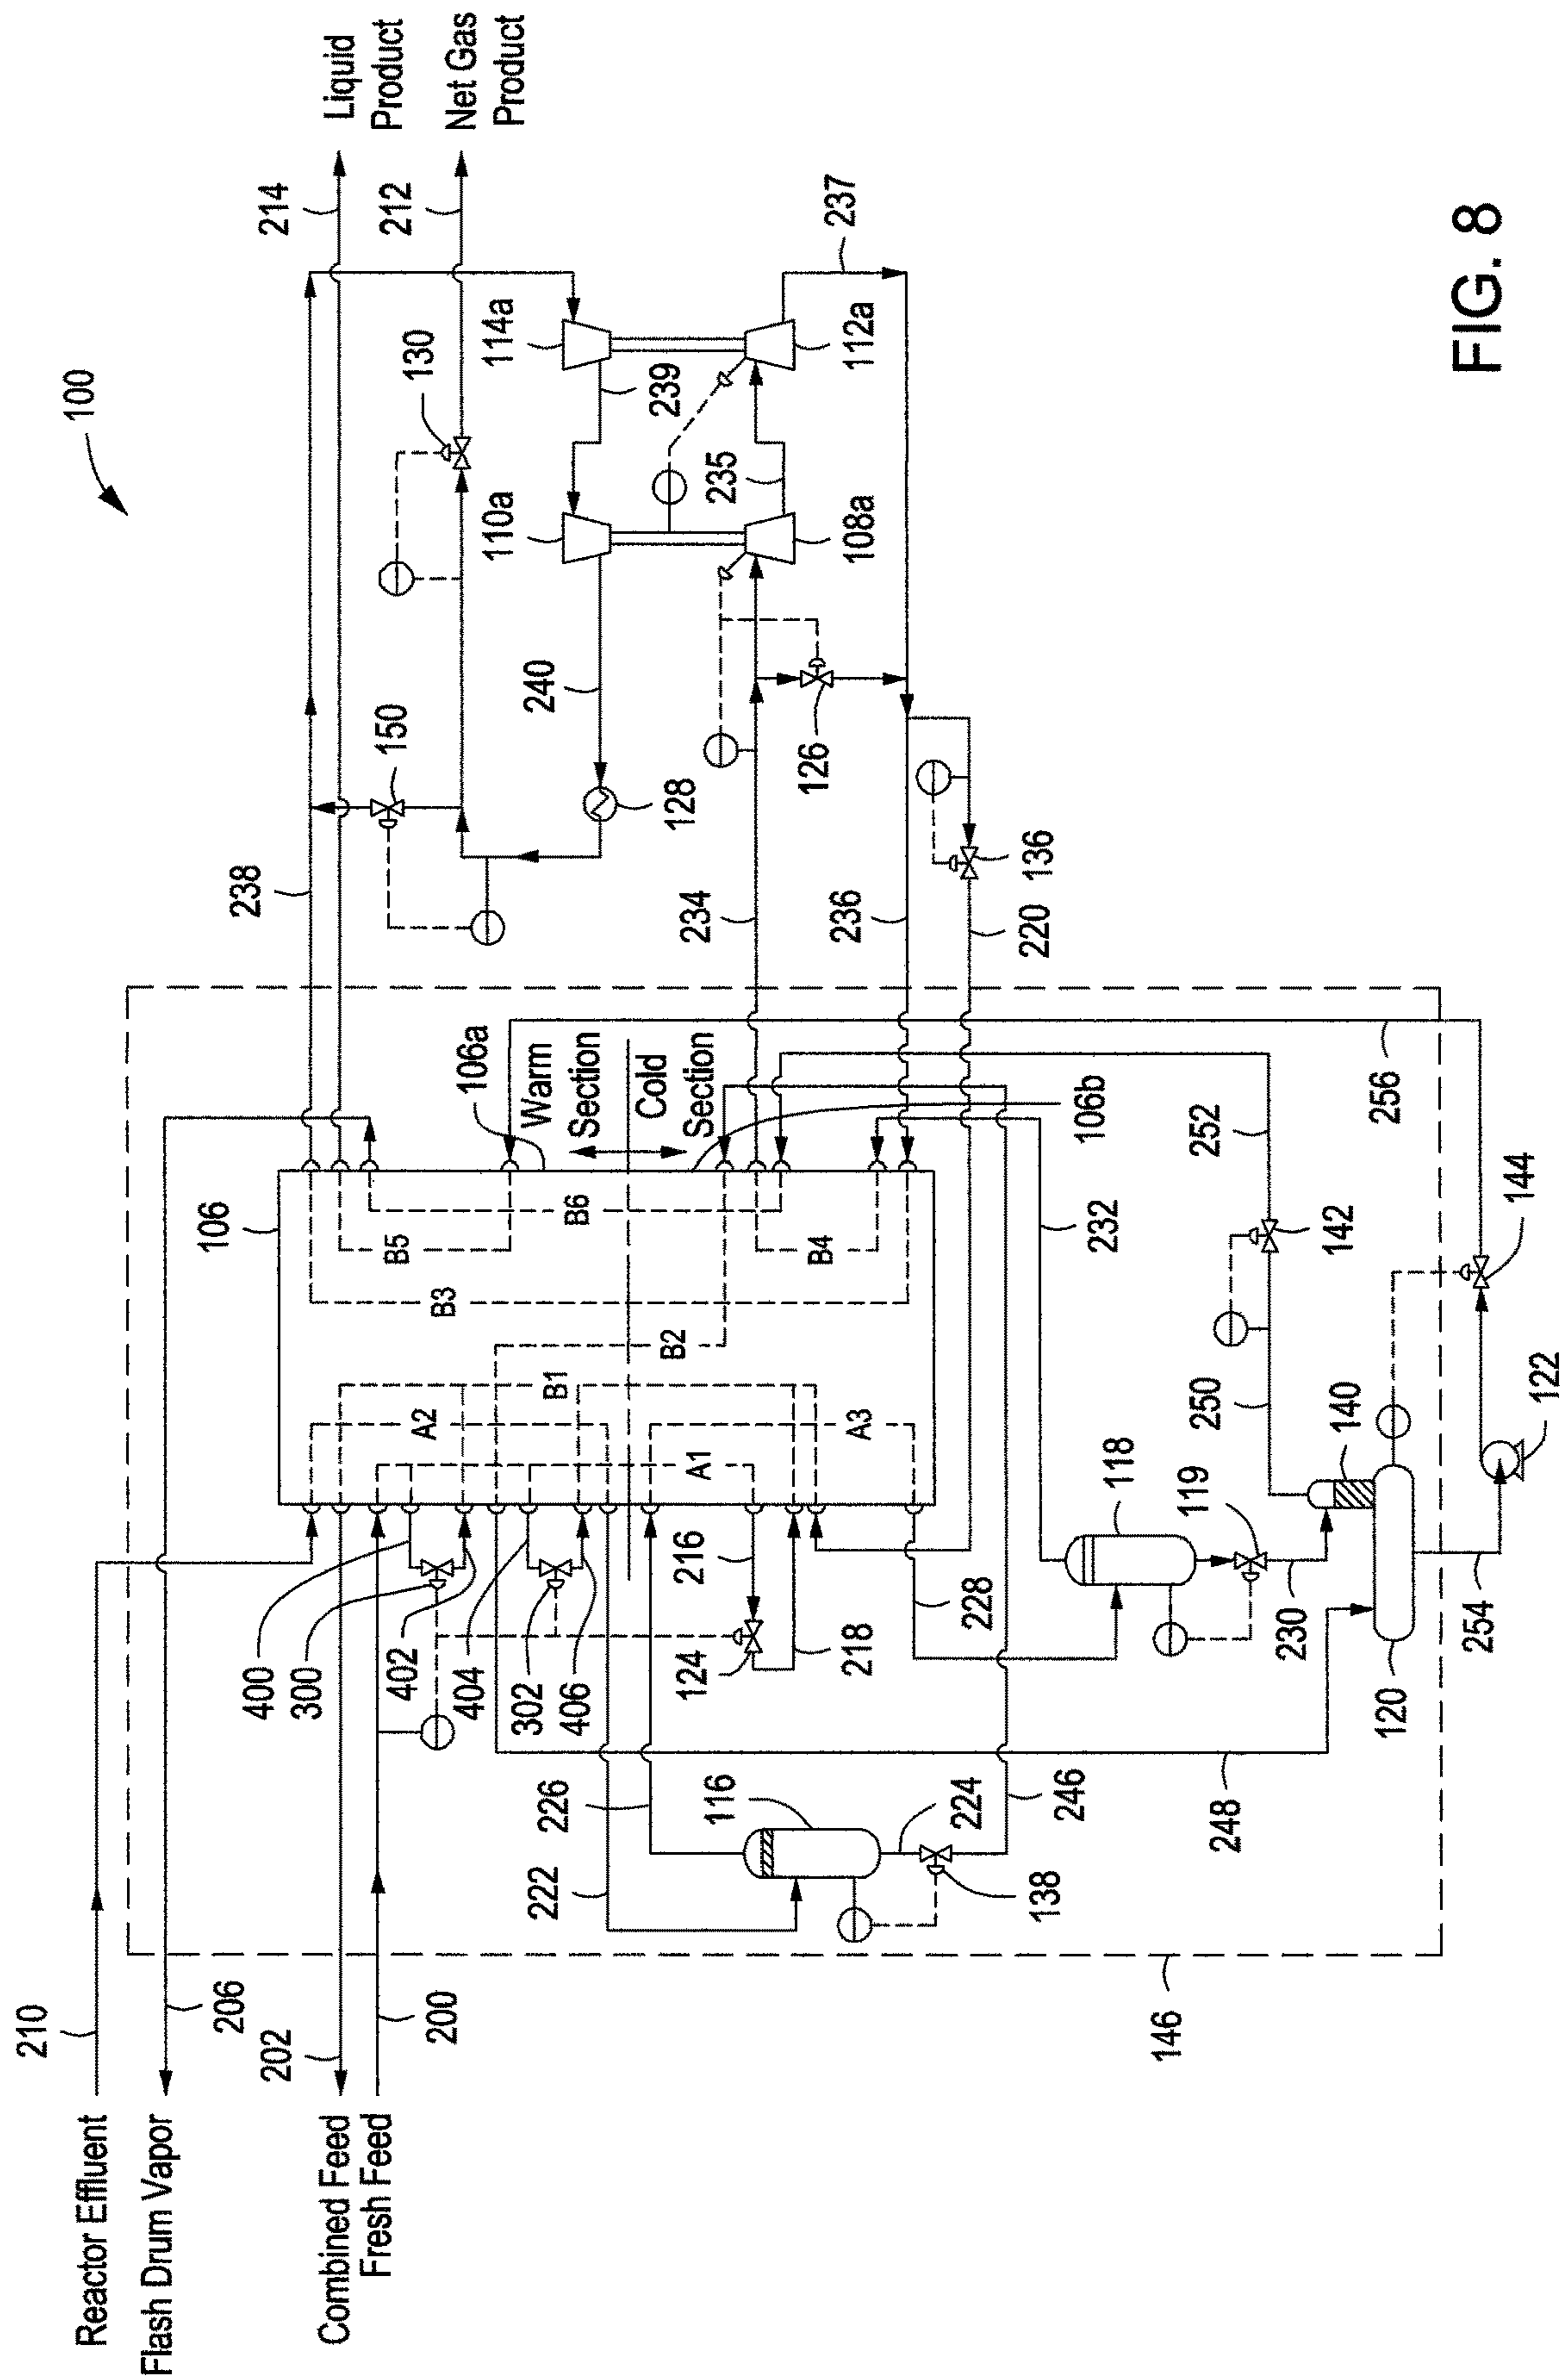 100
Liquid
Product
Net Gas
Product
214
212
237
114a
112a
130
239
110a
235
108a
240
150
126
128
238
234
236
136
220
106
106a
Warm
Section
Cold
Section
106b
256
B5
B6
B3
B4
B2
B1
A2
A1
A3
252
232
142
144
250
140
118
119
122
400
300
402
404
302
406
216
124
218
228
230
254
120
226
222
116
224
138
246
248
146
210
206
202
200
Reactor Effluent
Flash Drum Vapor
Combined Feed
Fresh Feed
FIG. 8